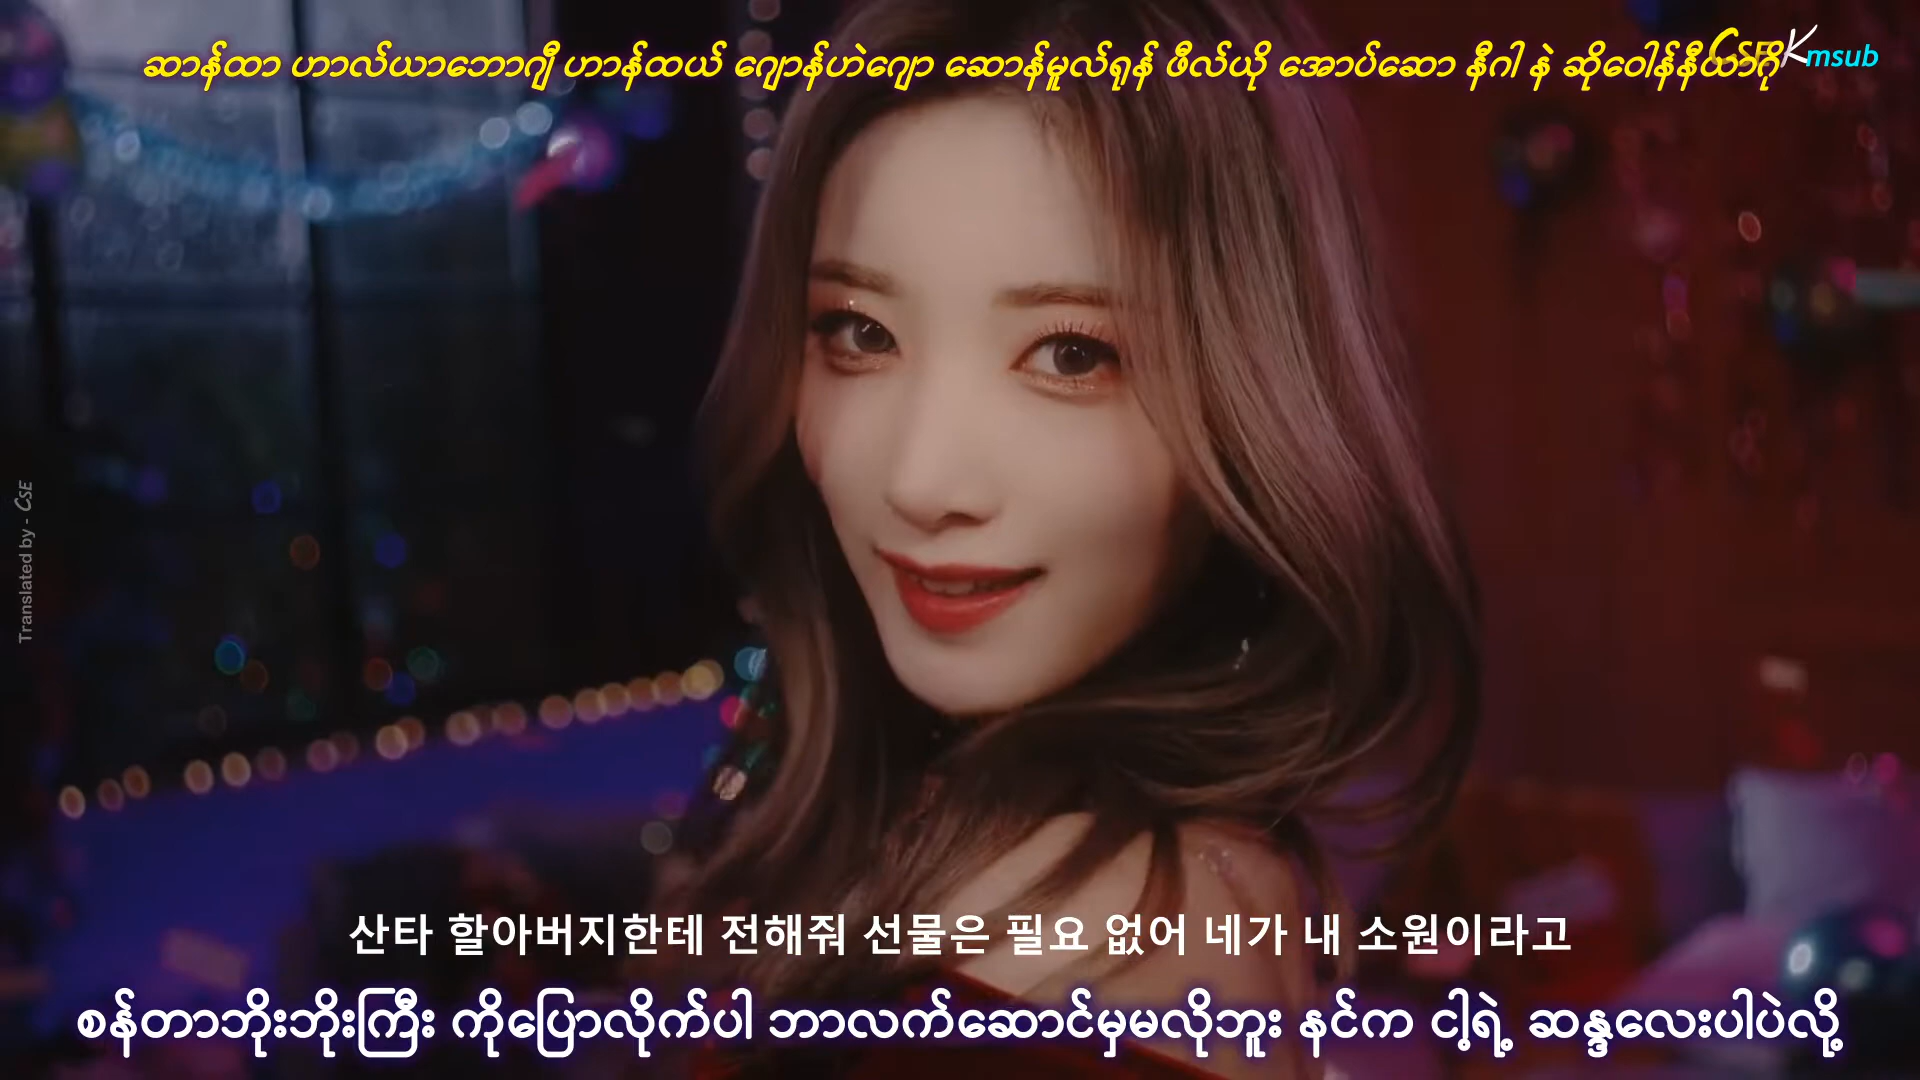 ဆာန်ထာ ဟာလ်ယာဘောဂျီ ဟာန်ထယ် ဂျောန်ဟဲဂျော ဆောန်မူလ်ရုန် ဖီလ်ယို အောပ်ဆော နီဂါ နဲ ဆိုဝေါန်နီယာဂို
Kmsub
Translated by - CSE
산타 할아버지한테 전해줘 선물은 필요 없어 네가 내 소원이라고
စန်တာဘိုးဘိုးကြီး ကိုပြောလိုက်ပါ ဘာလက်ဆောင်မှမလိုဘူး နင်က ငါ့ရဲ့ ဆန္ဒလေးပါပဲလို့